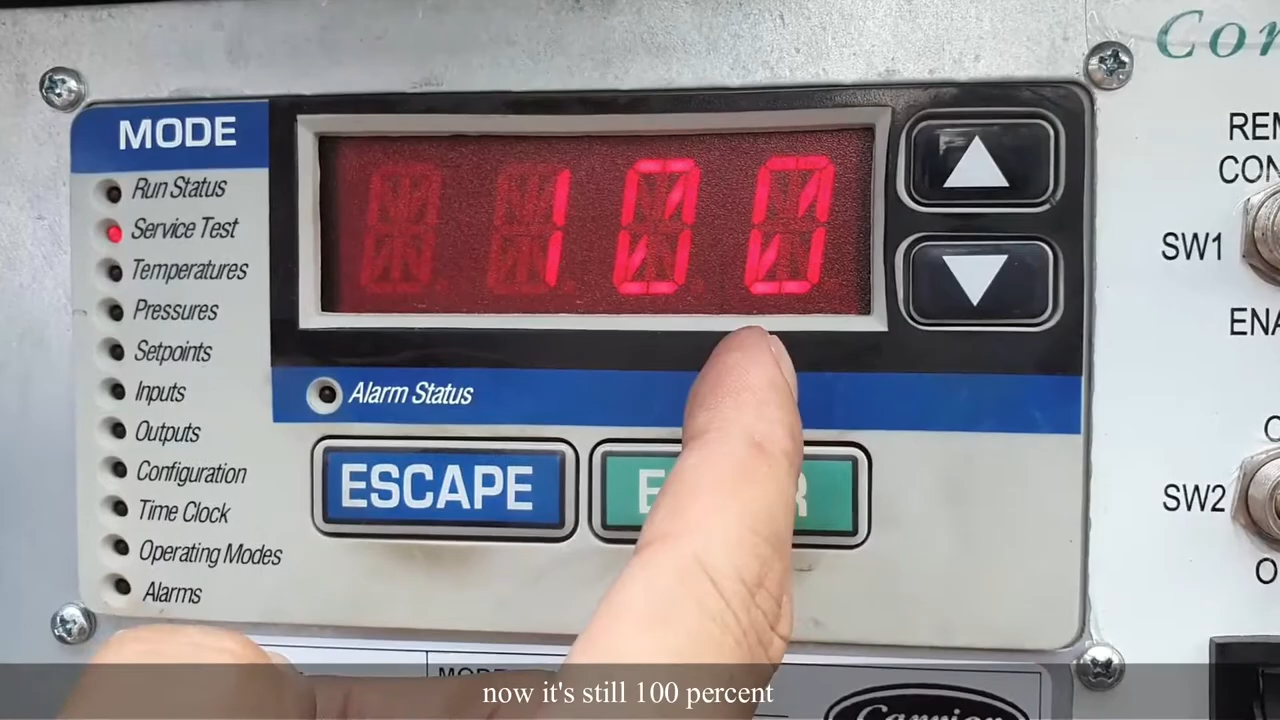 MODE
Run Status
Service Test
Temperatures
Pressures
Setpoints
Inputs
Outputs
Configuration
Time Clock
Operating Modes
Alarms
100
Alarm Status
ESCAPE
SW1
SW2
Carrier
now it's still 100 percent